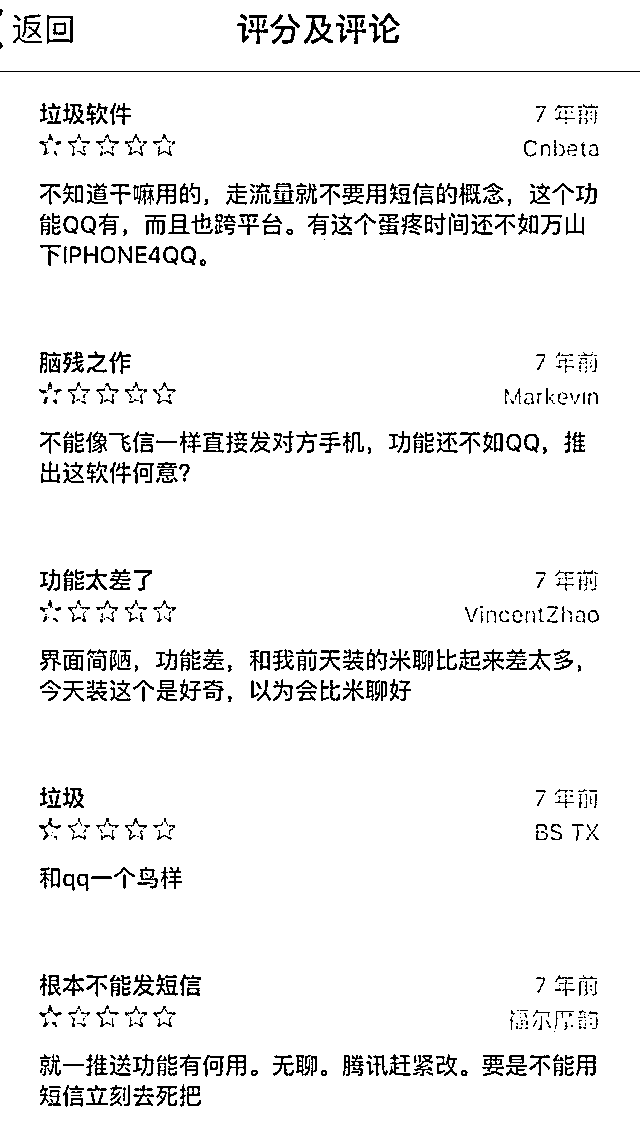 返回 评分及评论
垃圾软件 7 年前
Cnbeta
不知道干嘛用的，走流量就不要用短信的概念，这个功
能QQ有，而且也跨平台。有这个蛋疼时间还不如万山
下IPHONE4QQ。
脑残之作 7 年前
Markevin
不能像飞信一样直接发对方手机，功能还不如QQ，推
出这软件何意？
功能太差了 7 年前
VincentZhao
界面简陋，功能差，和我前天装的米聊比起来差太多，
今天装这个是好奇，以为会比米聊好
垃圾 7 年前
BS TX
和qq一个鸟样
根本不能发短信 7 年前
就一推送功能有何用。无聊。腾讯赶紧改。要是不能用
短信立刻去死把